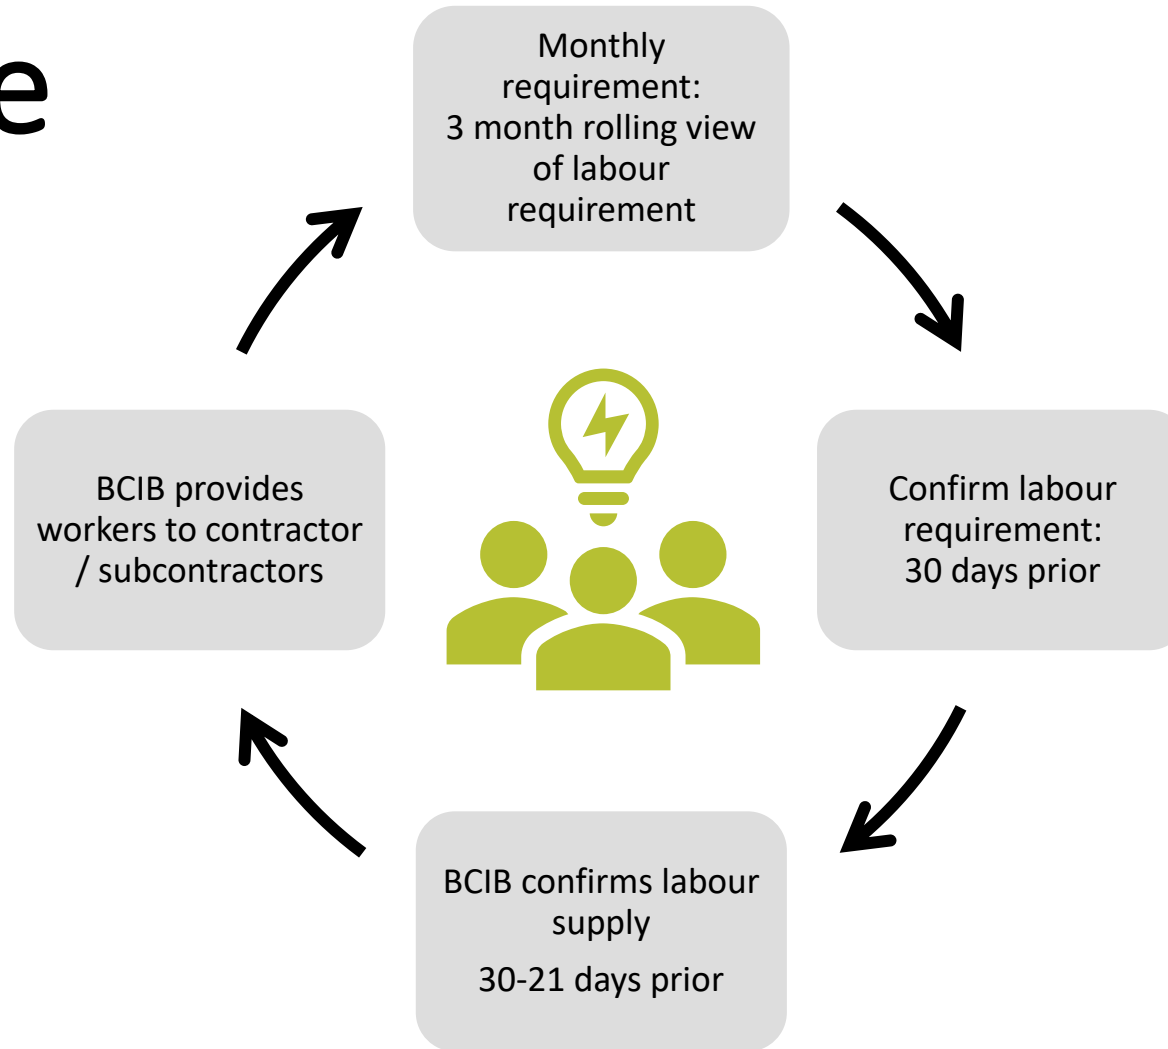 Monthly
requirement:
3 month rolling view
of labour
requirement
Confirm labour
requirement:
30 days prior
BCIB confirms labour
supply
30-21 days prior
BCIB provides
workers to contractor
/ subcontractors